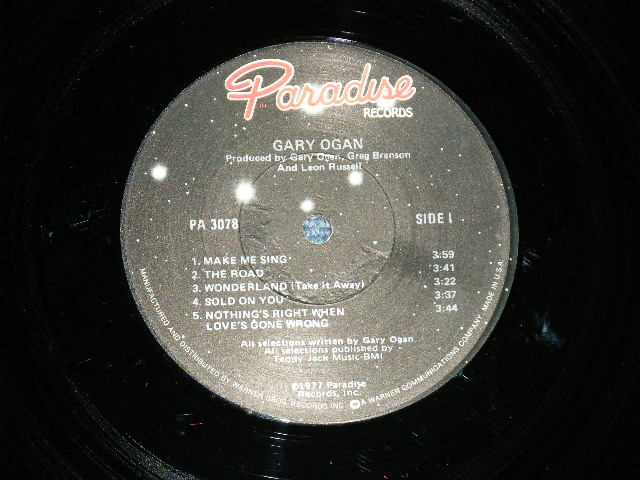 Paradise
RECORDS
GARY OGAN
Produced by Gary Ogan, Greg Branson
And Leon Russell
PA 3078
SIDE 1
1. MAKE ME SING 3:59
2. THE ROAD 3:41
3. WONDERLAND (Take It Away) 3:22
4. SOLD ON YOU 3:37
5. NOTHING'S RIGHT WHEN
LOVE'S GONE WRONG 3:44
All selections written by Gary Ogan
All selections published by
Teddy Jack Music-BMI
©1977 Paradise
Records, Inc.
MANUFACTURED AND DISTRIBUTED BY WARNER BROS. RECORDS INC. A WARNER COMMUNICATIONS COMPANY. MADE IN U.S.A.